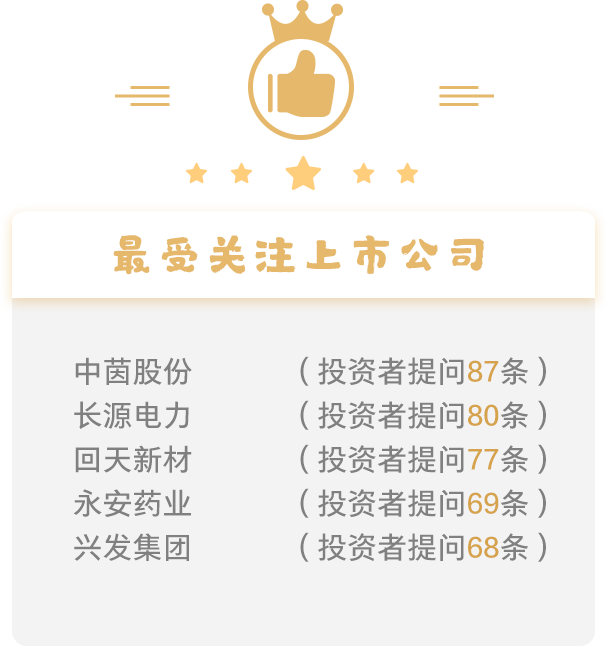 最受关注上市公司
中茵股份 （投资者提问87条）
长源电力 （投资者提问80条）
回天新材 （投资者提问77条）
永安药业 （投资者提问69条）
兴发集团 （投资者提问68条）